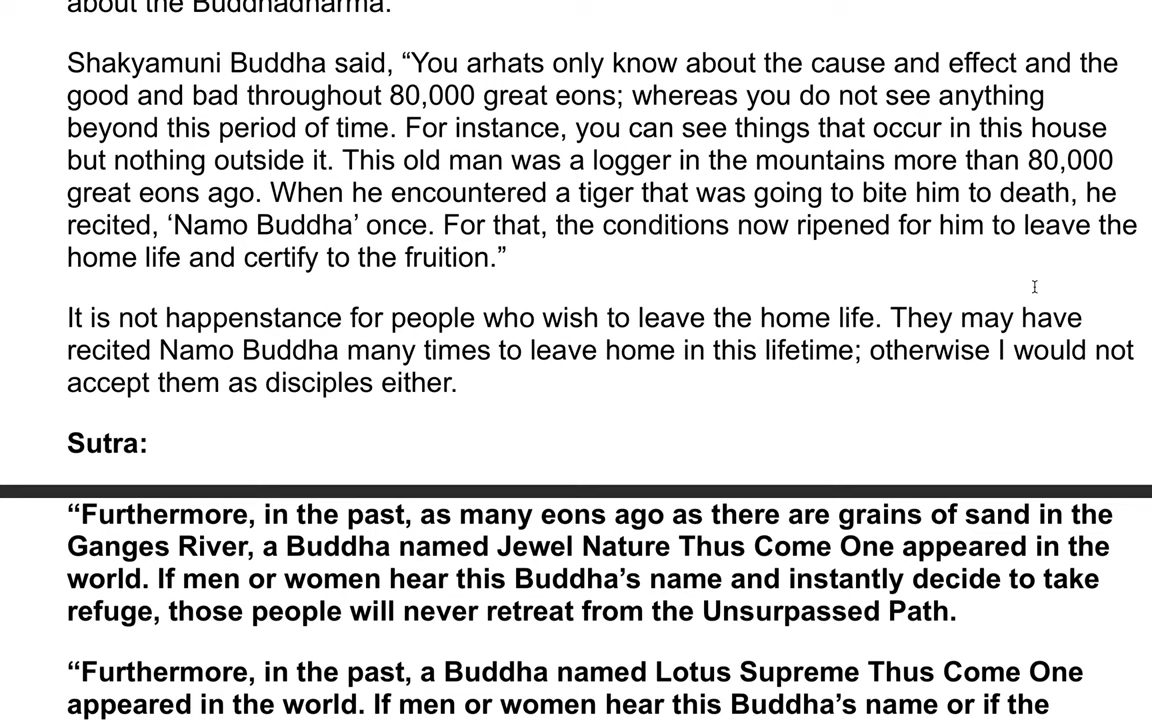 about the Buddhadharma.
Shakyamuni Buddha said, “You arhats only know about the cause and effect and the
good and bad throughout 80,000 great eons; whereas you do not see anything
beyond this period of time. For instance, you can see things that occur in this house
but nothing outside it. This old man was a logger in the mountains more than 80,000
great eons ago. When he encountered a tiger that was going to bite him to death, he
recited, ‘Namo Buddha’ once. For that, the conditions now ripened for him to leave the
home life and certify to the fruition.”
It is not happenstance for people who wish to leave the home life. They may have
recited Namo Buddha many times to leave home in this lifetime; otherwise I would not
accept them as disciples either.
Sutra:
“Furthermore, in the past, as many eons ago as there are grains of sand in the
Ganges River, a Buddha named Jewel Nature Thus Come One appeared in the
world. If men or women hear this Buddha’s name and instantly decide to take
refuge, those people will never retreat from the Unsurpassed Path.
“Furthermore, in the past, a Buddha named Lotus Supreme Thus Come One
appeared in the world. If men or women hear this Buddha’s name or if the